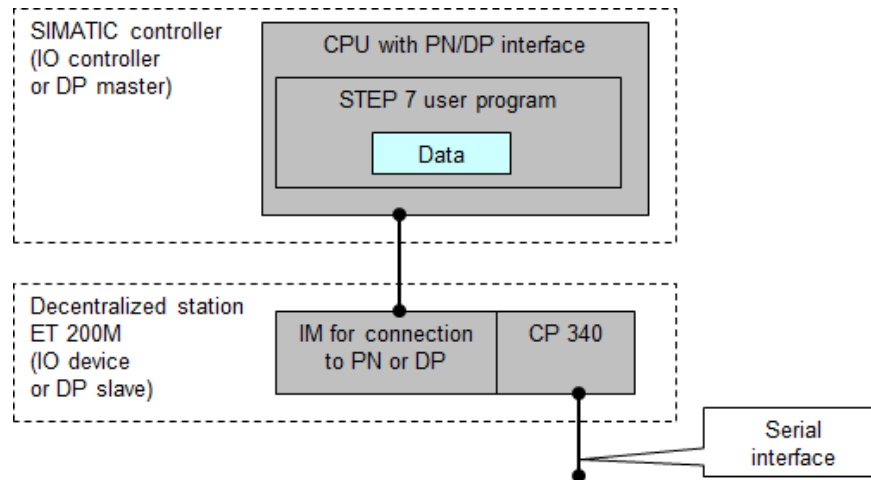 SIMATIC controller
(IO controller
or DP master)
CPU with PN/DP interface
STEP 7 user program
Data
Decentralized station
ET 200M
(IO device
or DP slave)
IM for connection
to PN or DP
CP 340
Serial
interface